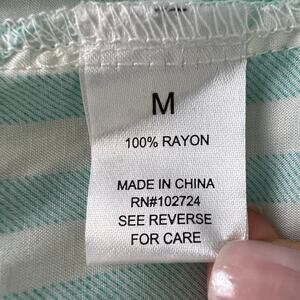 M
100% RAYON
MADE IN CHINA
RN#102724
SEE REVERSE
FOR CARE